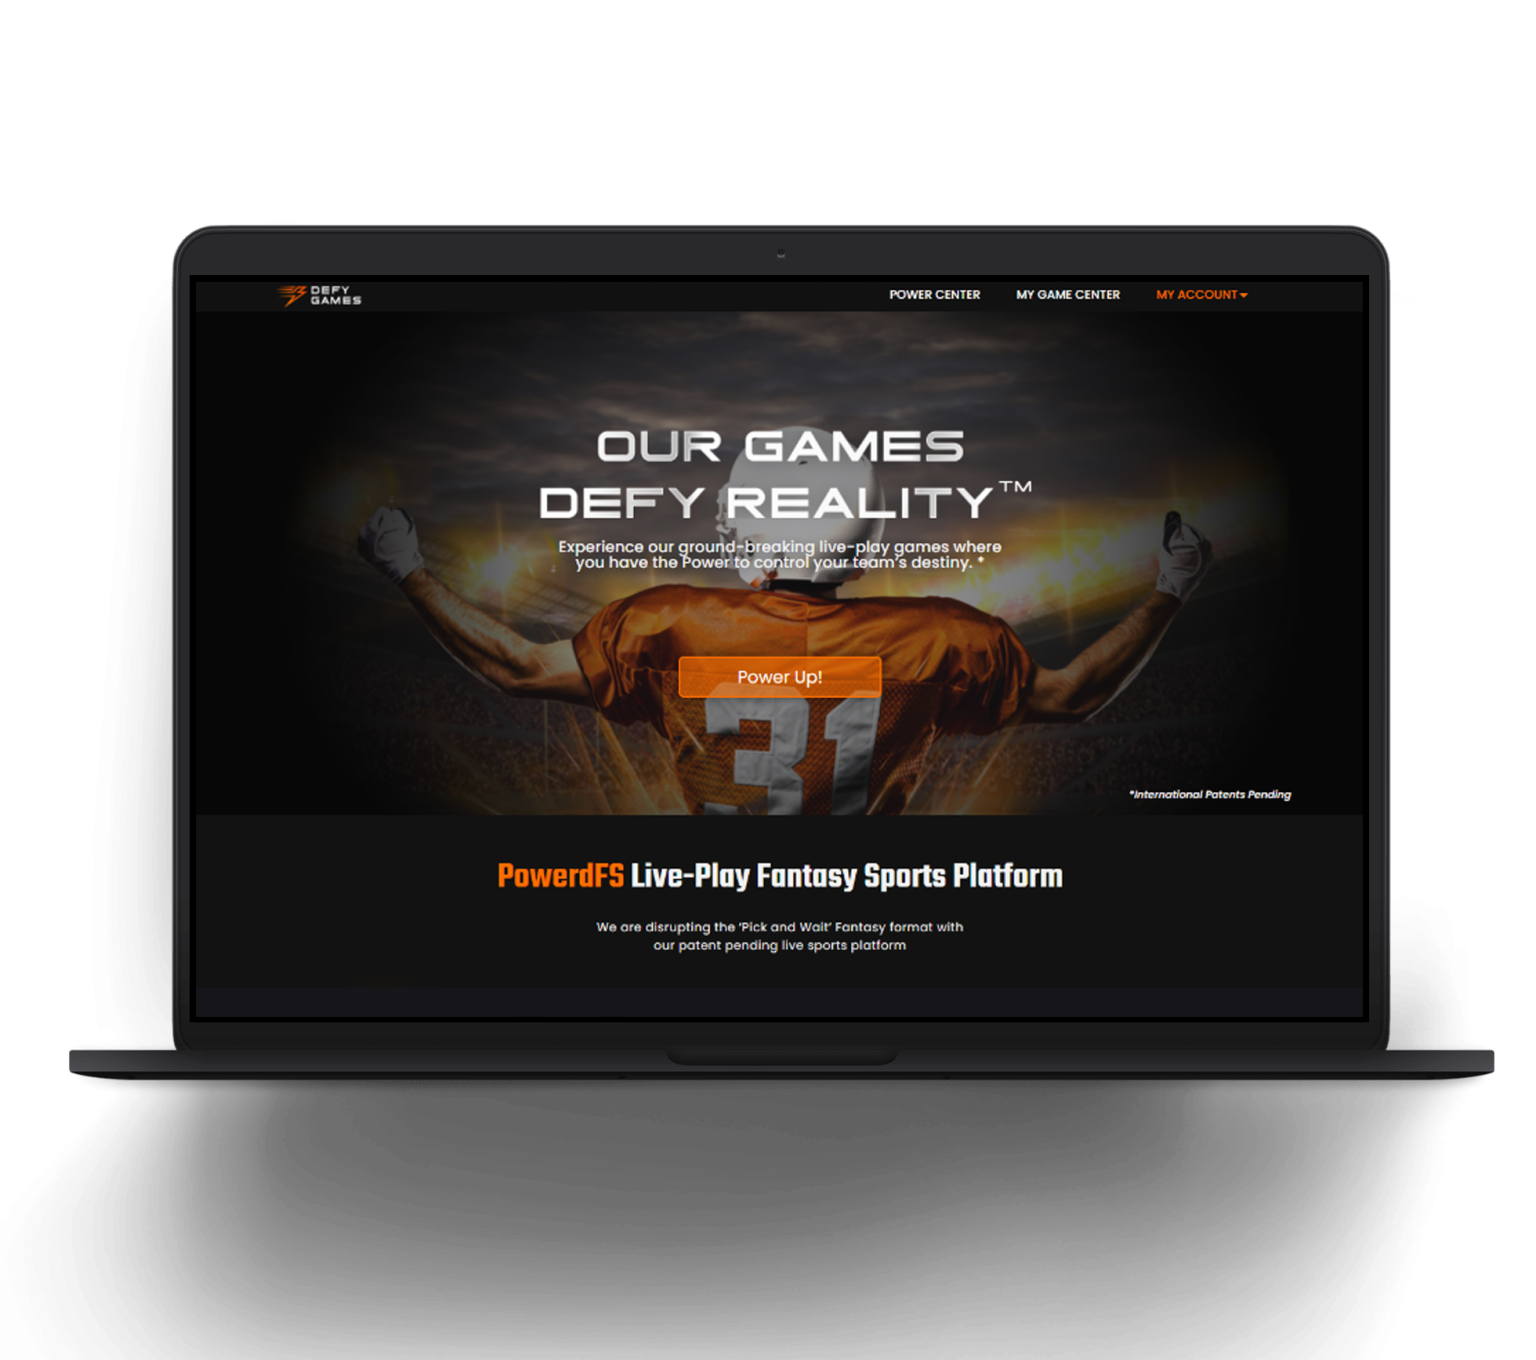 DEFY
GAMES
POWER CENTER
MY GAME CENTER
MY ACCOUNT
OUR GAMES
DEFY REALITY™
Experience our ground-breaking live-play games where
you have the Power to control your team's destiny. *
Power Up!
31
*International Patents Pending
PowerdFS Live-Play Fantasy Sports Platform
We are disrupting the 'Pick and Wait' Fantasy format with
our patent pending live sports platform